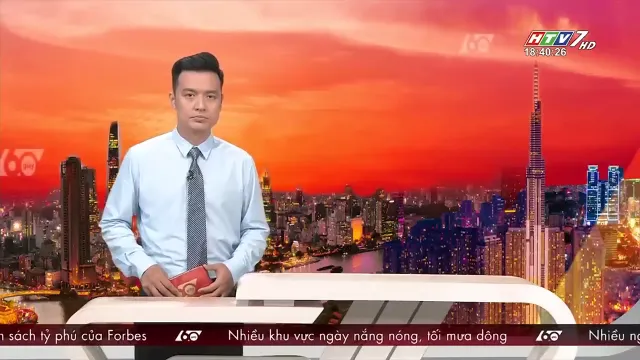 HTV7 HD
18:40:26
60
60
n sách tỷ phú của Forbes 60 Nhiều khu vực ngày nắng nóng, tối mưa dông 60 Nhiều ng